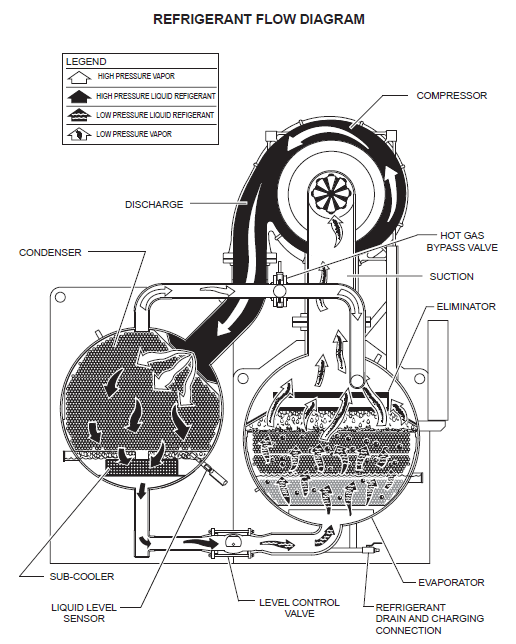 REFRIGERANT FLOW DIAGRAM
LEGEND
HIGH PRESSURE VAPOR
HIGH PRESSURE LIQUID REFRIGERANT
LOW PRESSURE LIQUID REFRIGERANT
LOW PRESSURE VAPOR
COMPRESSOR
DISCHARGE
HOT GAS
BYPASS VALVE
CONDENSER
SUCTION
ELIMINATOR
SUB-COOLER
EVAPORATOR
LIQUID LEVEL
SENSOR
LEVEL CONTROL
VALVE
REFRIGERANT
DRAIN AND CHARGING
CONNECTION